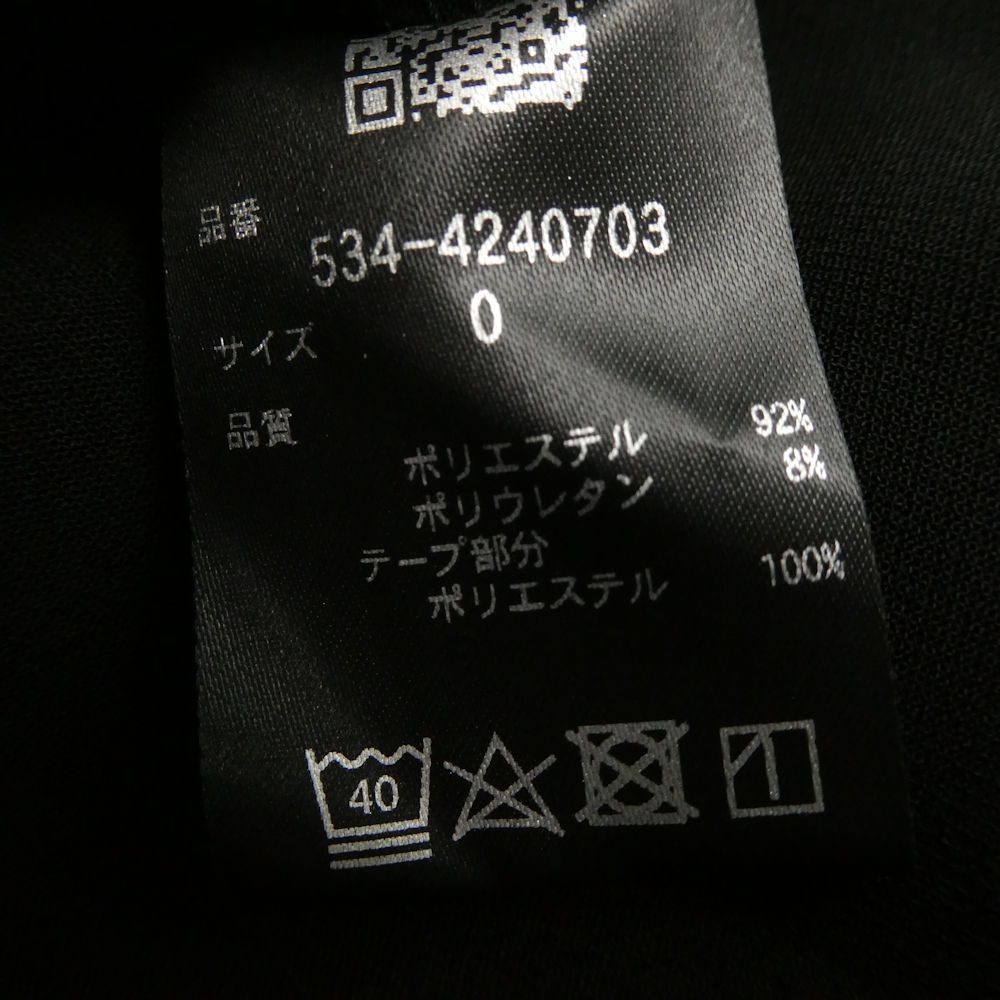 品番 534-4240703
サイズ 0
品質
ポリエステル 92%
ポリウレタン 8%
テープ部分
ポリエステル 100%
40